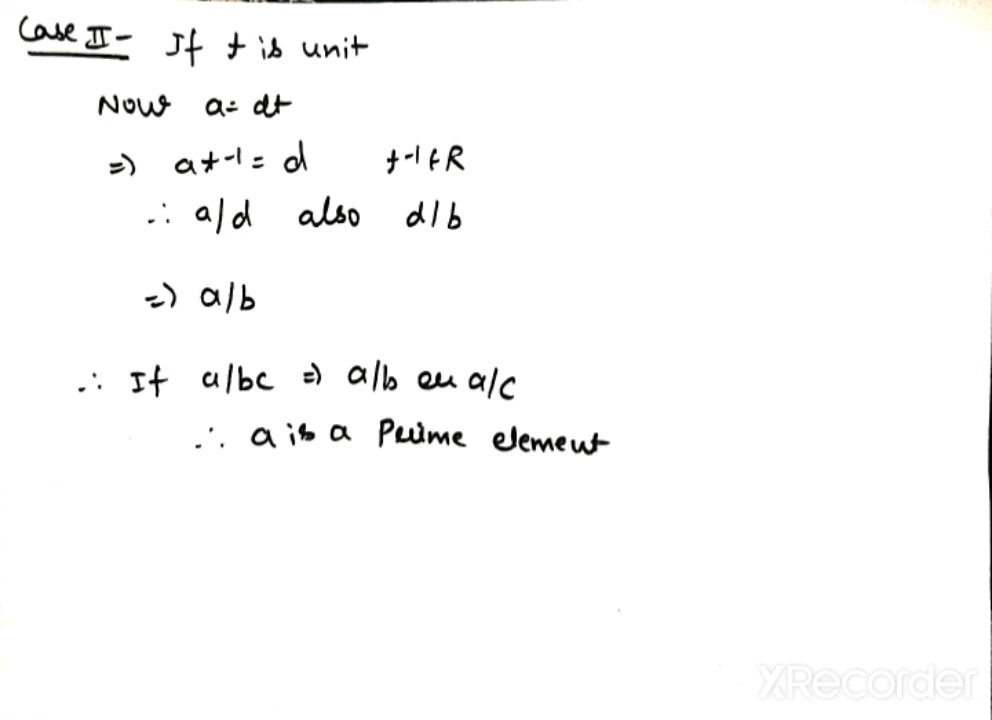 Case II- If t is unit
Now a= dt
=> at⁻¹ = d t⁻¹ ∈ R
∴ a/d also d/b
=> a/b
∴ If a/bc => a/b or a/c
∴ a is a Prime element
XRecorder